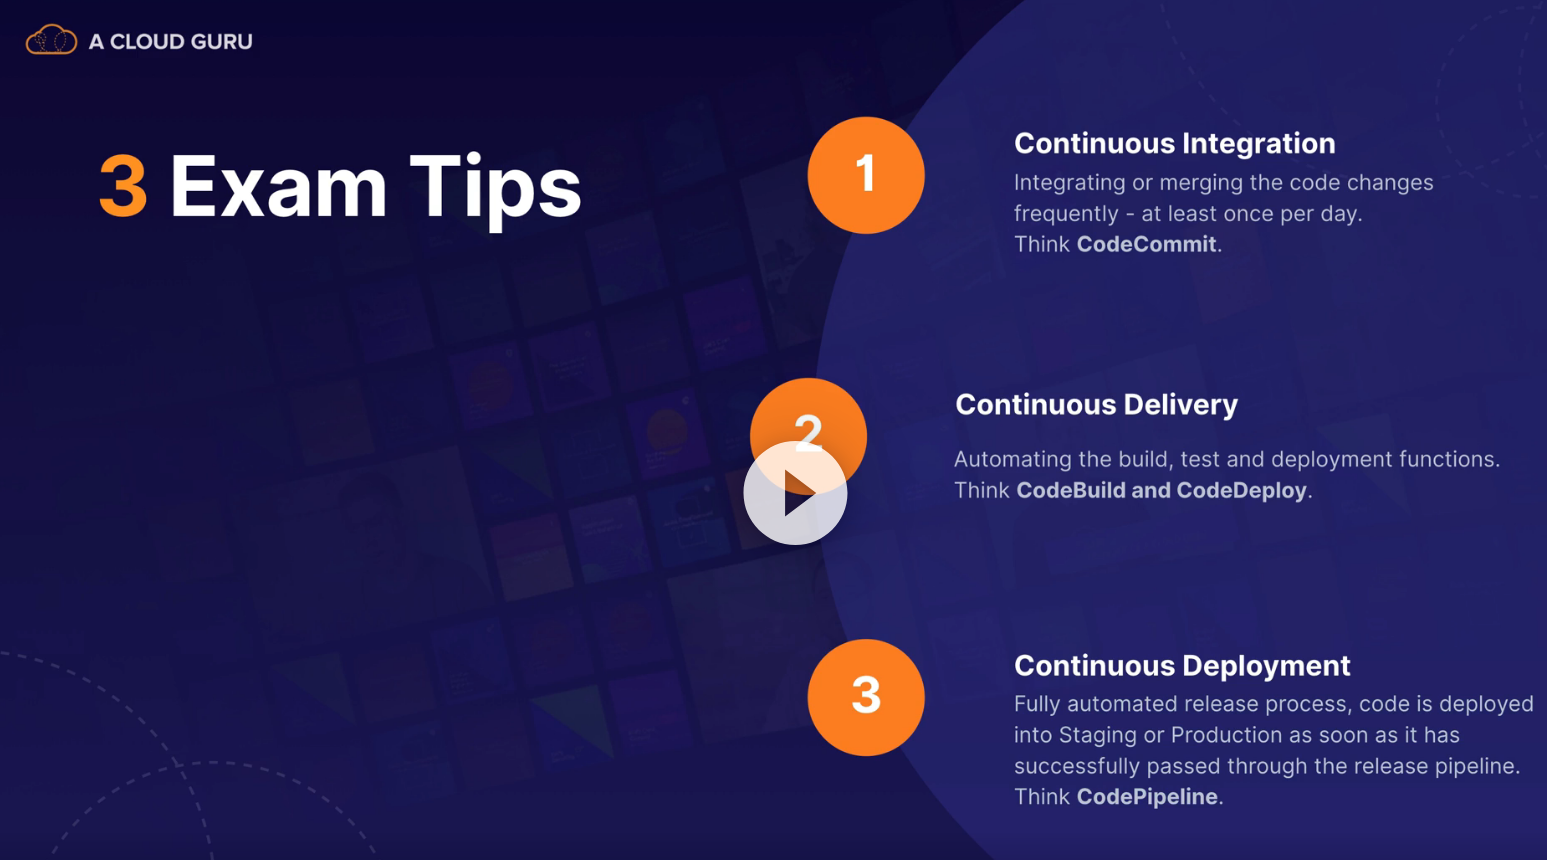 A CLOUD GURU
3 Exam Tips
1
Continuous Integration
Integrating or merging the code changes
frequently - at least once per day.
Think CodeCommit.
2
Continuous Delivery
Automating the build, test and deployment functions.
Think CodeBuild and CodeDeploy.
3
Continuous Deployment
Fully automated release process, code is deployed
into Staging or Production as soon as it has
successfully passed through the release pipeline.
Think CodePipeline.